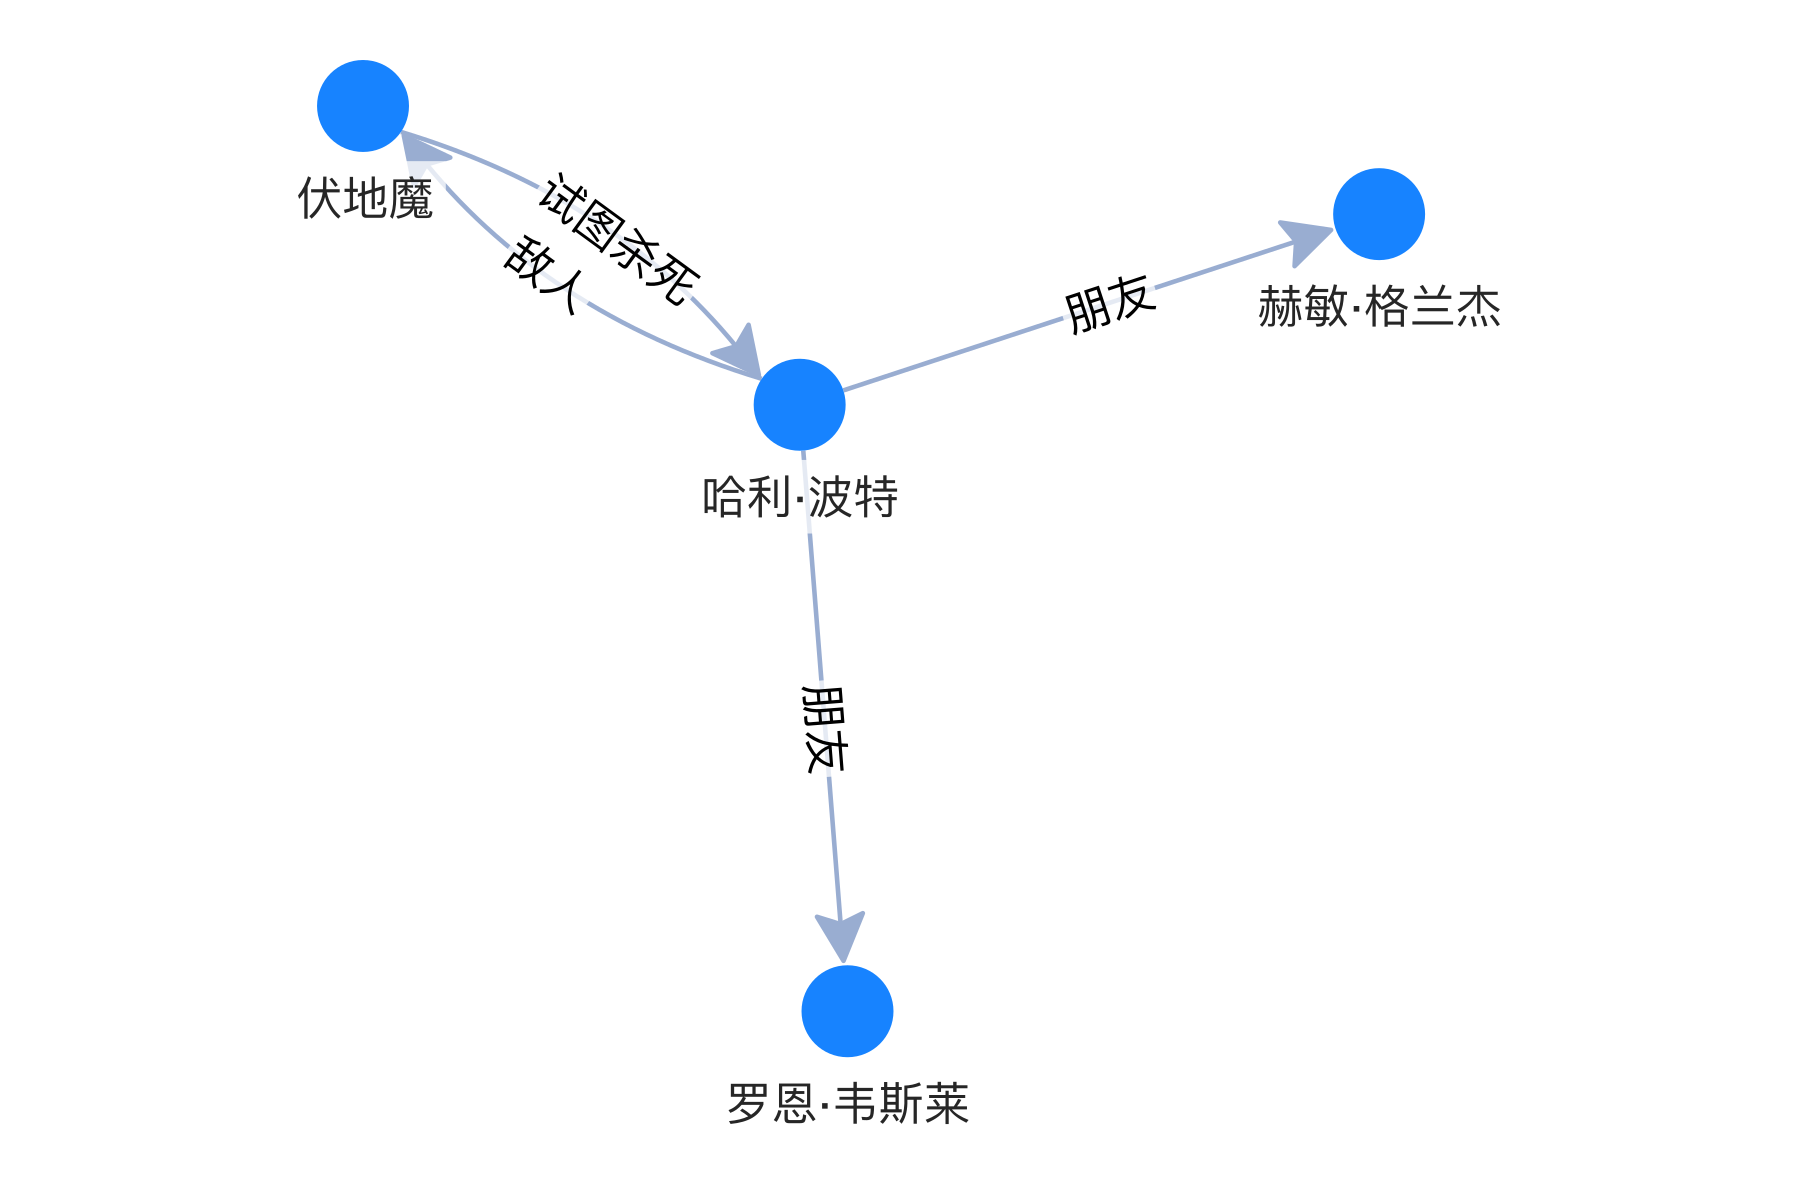 伏地魔
试图杀死
敌人
朋友
赫敏·格兰杰
哈利·波特
朋友
罗恩·韦斯莱